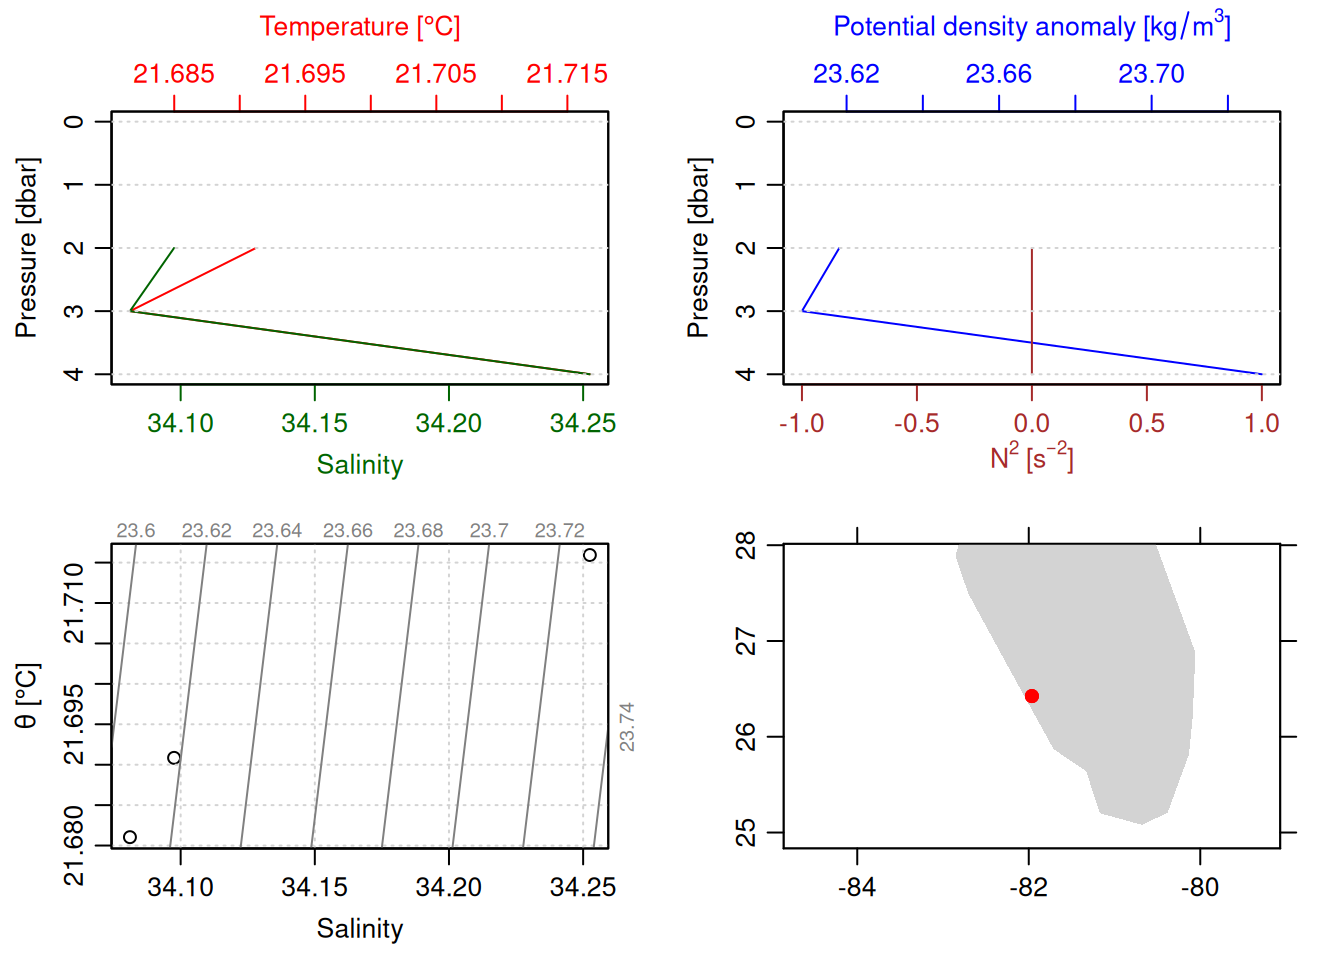 Temperature [°C]
21.685 21.695 21.705 21.715
0
1
2
3
4
Pressure [dbar]
34.10 34.15 34.20 34.25
Salinity
Potential density anomaly [kg/m³]
23.62 23.66 23.70
0
1
2
3
4
Pressure [dbar]
-1.0 -0.5 0.0 0.5 1.0
N² [s⁻²]
23.6 23.62 23.64 23.66 23.68 23.7 23.72
23.74
21.710
21.695
21.680
θ [°C]
34.10 34.15 34.20 34.25
Salinity
28
27
26
25
-84 -82 -80